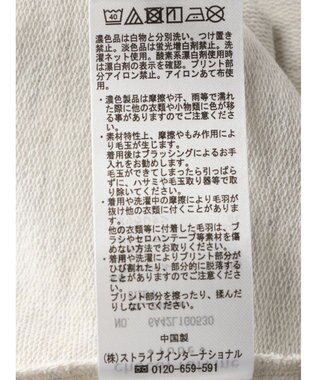 40
濃色品は白物と分別洗い。つけ置き
禁止。淡色品は蛍光増白剤禁止。洗
濯ネット使用。酸素系漂白剤使用時
は漂白剤の表示を確認。プリント部
分アイロン禁止。アイロンあて布使
用。
・濃色製品は摩擦や汗、雨等で濡れ
た際に他の衣類や小物類に色が移
る事がありますのでご注意くださ
い。
・素材特性上、摩擦やもみ作用によ
り毛玉が生じます。
着用後はブラッシングによるお手
入れをお勧めします。
毛玉ができてしまったら引っぱら
ずに、ハサミや毛玉取り器等で取
り除いてください。
・着用や洗濯中の摩擦により毛羽が
抜け他の衣類に付くことがありま
す。
他の衣類等に付着した毛羽は、ブ
ラシやセロハンテープ等素材を傷
めない方法でお取りください。
・着用や洗濯によりプリント部分が
ひび割れたり、部分的に脱落する
ことがありますのでご注意くださ
い。
プリント部分を擦ったり、揉んだ
りしないでください。
中国製
(株)ストライプインターナショナル
☎ 0120-659-591